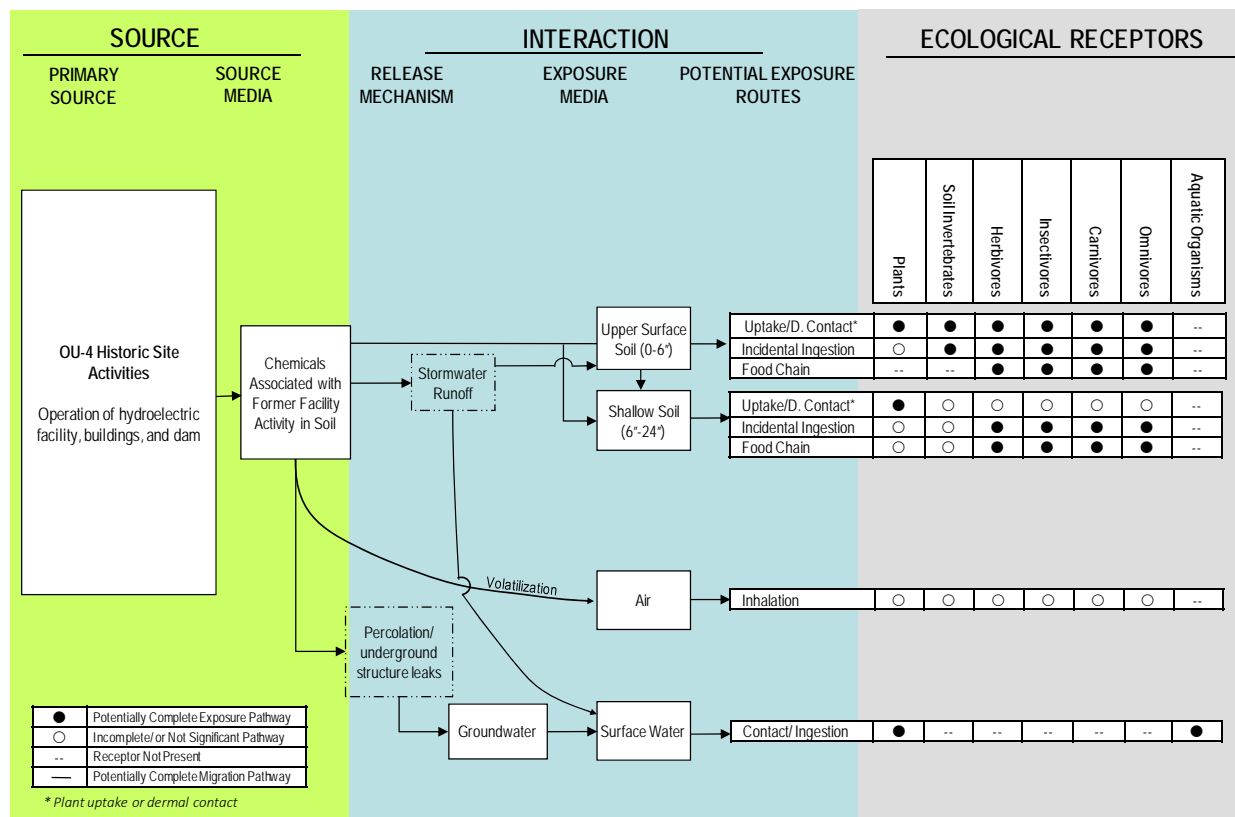 SOURCE
INTERACTION
ECOLOGICAL RECEPTORS
PRIMARY
SOURCE
SOURCE
MEDIA
RELEASE
MECHANISM
EXPOSURE
MEDIA
POTENTIAL EXPOSURE
ROUTES
Plants
Soil Invertebrates
Herbivores
Insectivores
Carnivores
Omnivores
Aquatic Organisms
OU-4 Historic Site
Activities
Operation of hydroelectric
facility, buildings, and dam
Chemicals
Associated with
Former Facility
Activity in Soil
Stormwater
Runoff
Upper Surface
Soil (0-6")
Shallow Soil
(6"-24")
Uptake/D. Contact* ● ● ● ● ● ● --
Incidental Ingestion ○ ● ● ● ● ● --
Food Chain -- -- ● ● ● ● --
Uptake/D. Contact* ● ○ ○ ○ ○ ○ --
Incidental Ingestion ○ ○ ● ● ● ● --
Food Chain ○ ○ ● ● ● ● --
Volatilization
Air
Inhalation ○ ○ ○ ○ ○ ○ --
Percolation/
underground
structure leaks
Groundwater
Surface Water
Contact/ Ingestion ● -- -- -- -- -- ●
● Potentially Complete Exposure Pathway
○ Incomplete/ or Not Significant Pathway
-- Receptor Not Present
— Potentially Complete Migration Pathway
* Plant uptake or dermal contact